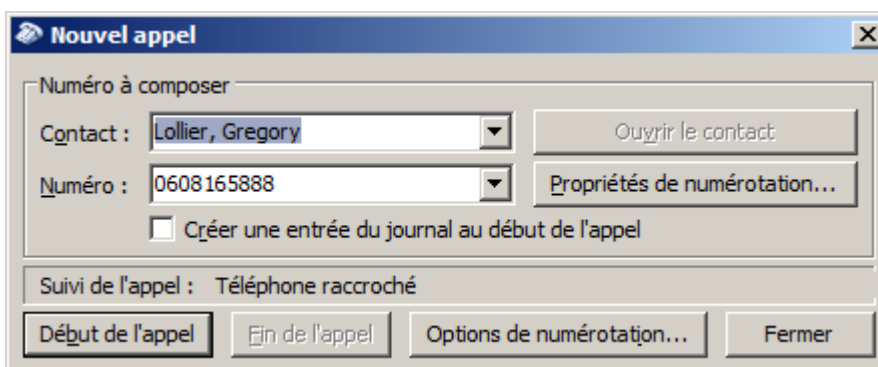 Nouvel appel
Numéro à composer
Contact : Lollier, Gregory Ouvrir le contact
Numéro : 0608165888 Propriétés de numérotation...
Créer une entrée du journal au début de l'appel
Suivi de l'appel : Téléphone raccroché
Début de l'appel Fin de l'appel Options de numérotation... Fermer